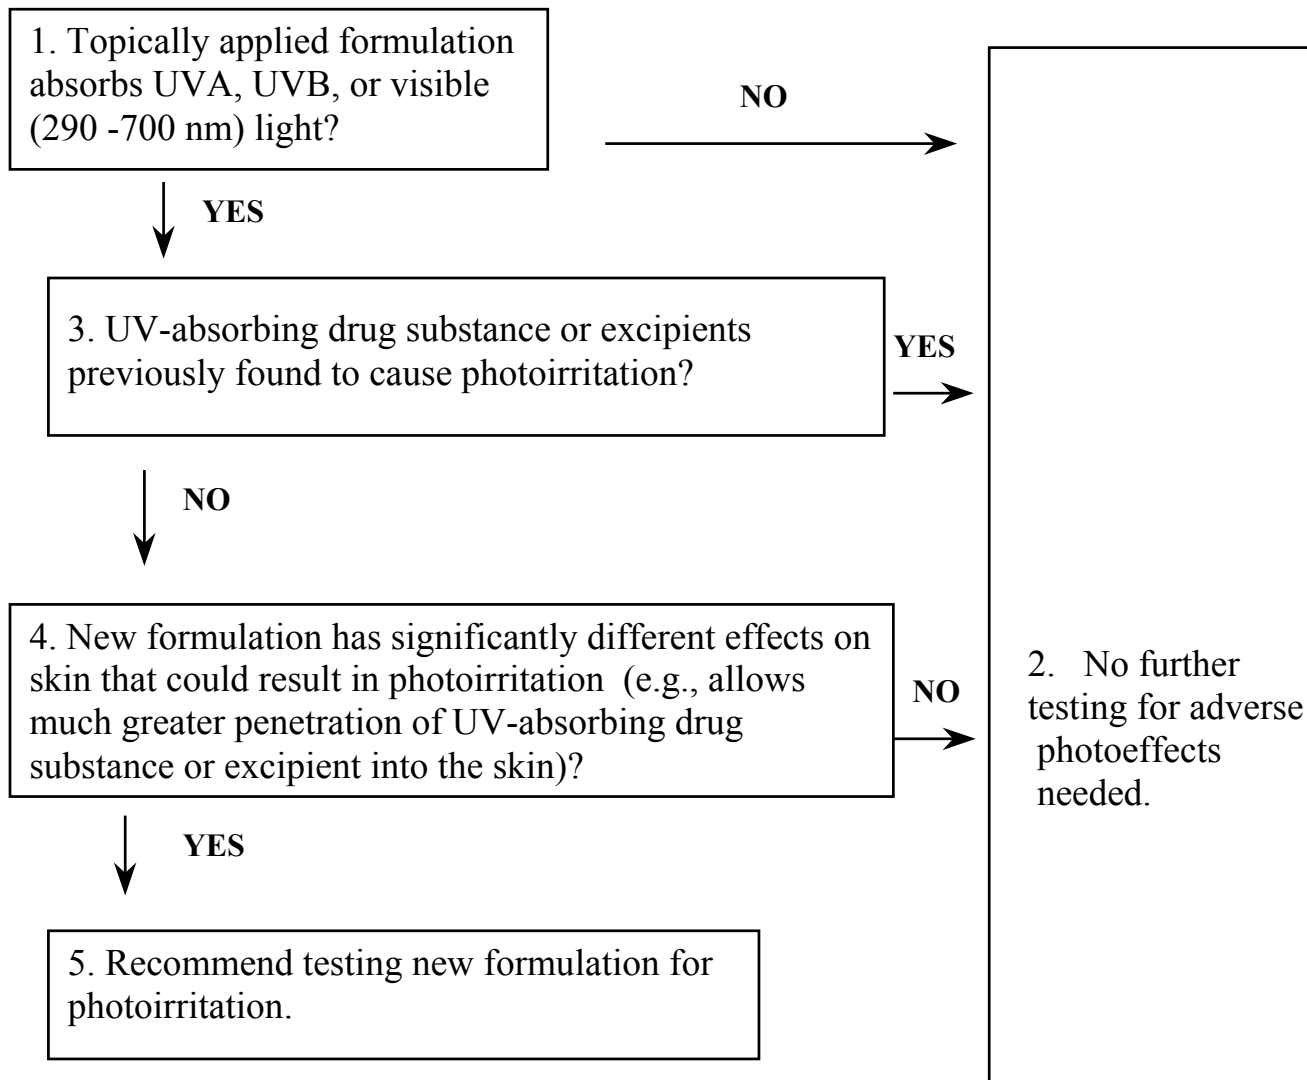 1. Topically applied formulation
absorbs UVA, UVB, or visible
(290 -700 nm) light?
NO
YES
3. UV-absorbing drug substance or excipients
previously found to cause photoirritation?
YES
NO
4. New formulation has significantly different effects on
skin that could result in photoirritation (e.g., allows
much greater penetration of UV-absorbing drug
substance or excipient into the skin)?
NO
2. No further
testing for adverse
photoeffects
needed.
YES
5. Recommend testing new formulation for
photoirritation.